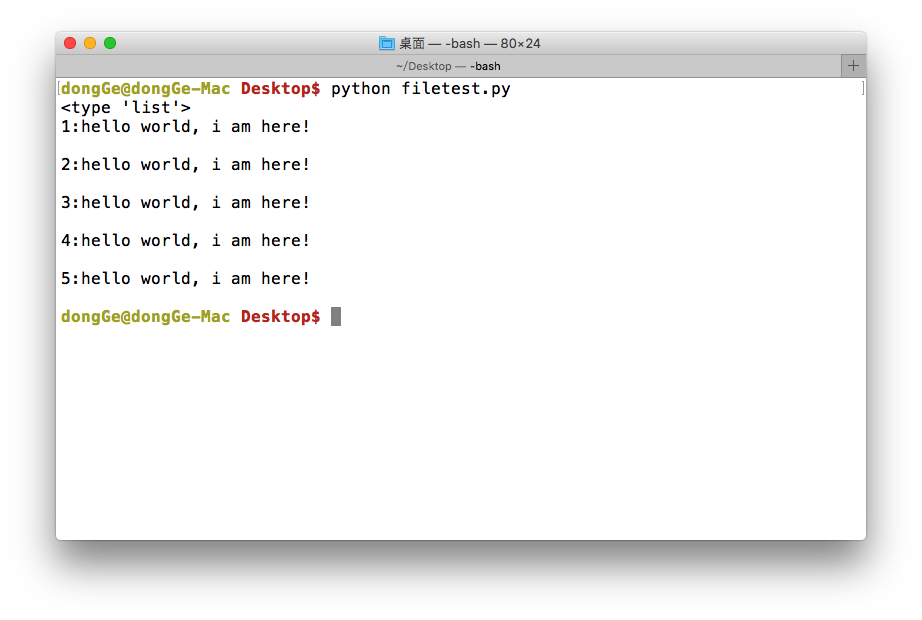 桌面 — -bash — 80×24
~/Desktop — -bash
dongGe@dongGe-Mac Desktop$ python filetest.py
<type 'list'>
1:hello world, i am here!
2:hello world, i am here!
3:hello world, i am here!
4:hello world, i am here!
5:hello world, i am here!
dongGe@dongGe-Mac Desktop$